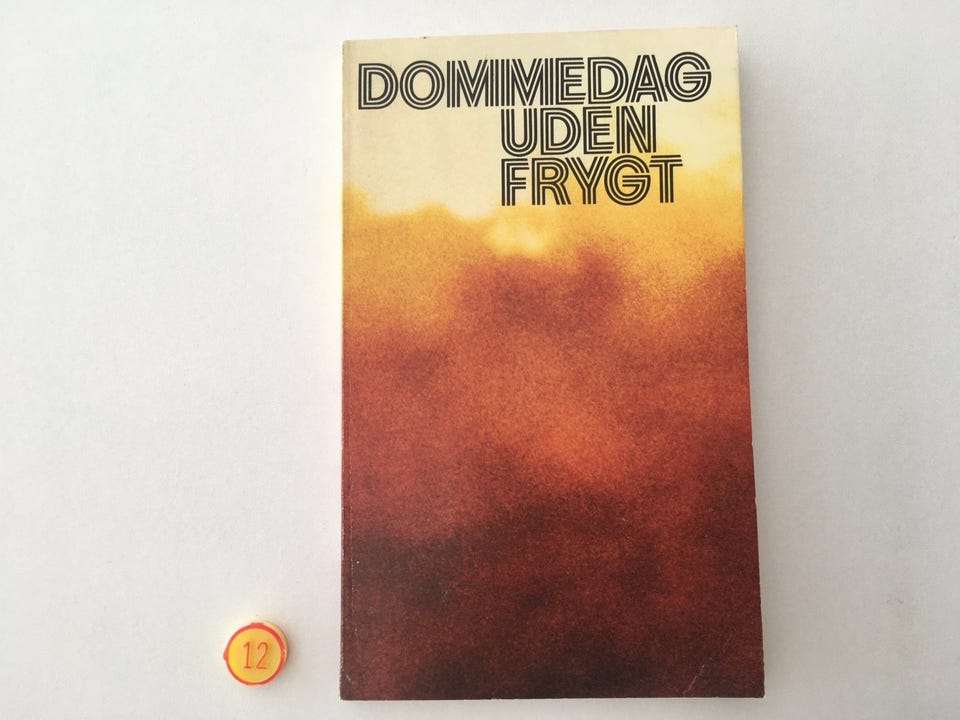 DOMMEDAG
UDEN
FRYGT
12